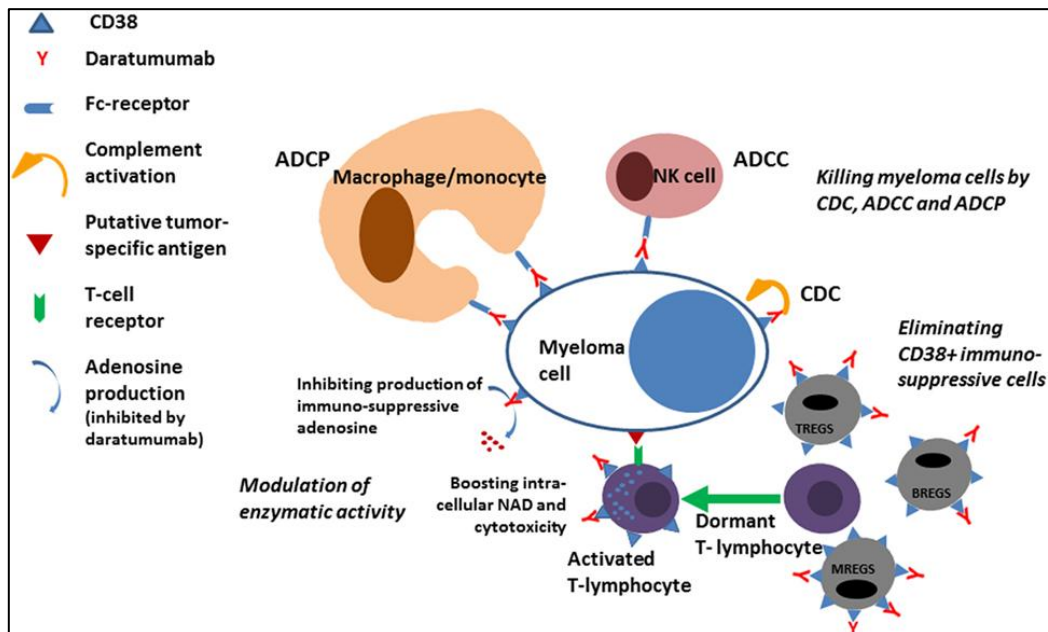 CD38
Daratumumab
Fc-receptor
Complement
activation
Putative tumor-
specific antigen
T-cell
receptor
Adenosine
production
(inhibited by
daratumumab)
ADCP
Macrophage/monocyte
NK cell
ADCC
Killing myeloma cells by
CDC, ADCC and ADCP
CDC
Myeloma
cell
Eliminating
CD38+ immuno-
suppressive cells
Inhibiting production of
immuno-suppressive
adenosine
Modulation of
enzymatic activity
Boosting intra-
cellular NAD and
cytotoxicity
Activated
T-lymphocyte
Dormant
T- lymphocyte
TREGS
BREGS
MREGS